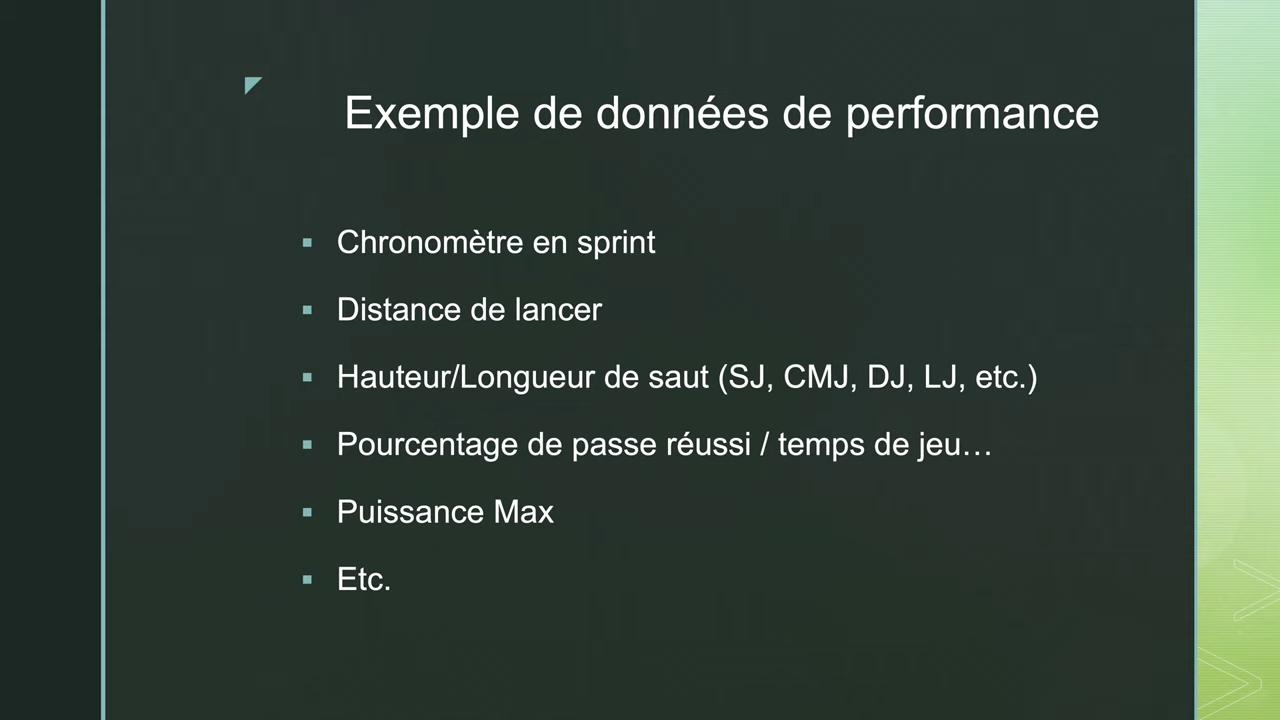 Exemple de données de performance
Chronomètre en sprint
Distance de lancer
Hauteur/Longueur de saut (SJ, CMJ, DJ, LJ, etc.)
Pourcentage de passe réussi / temps de jeu…
Puissance Max
Etc.